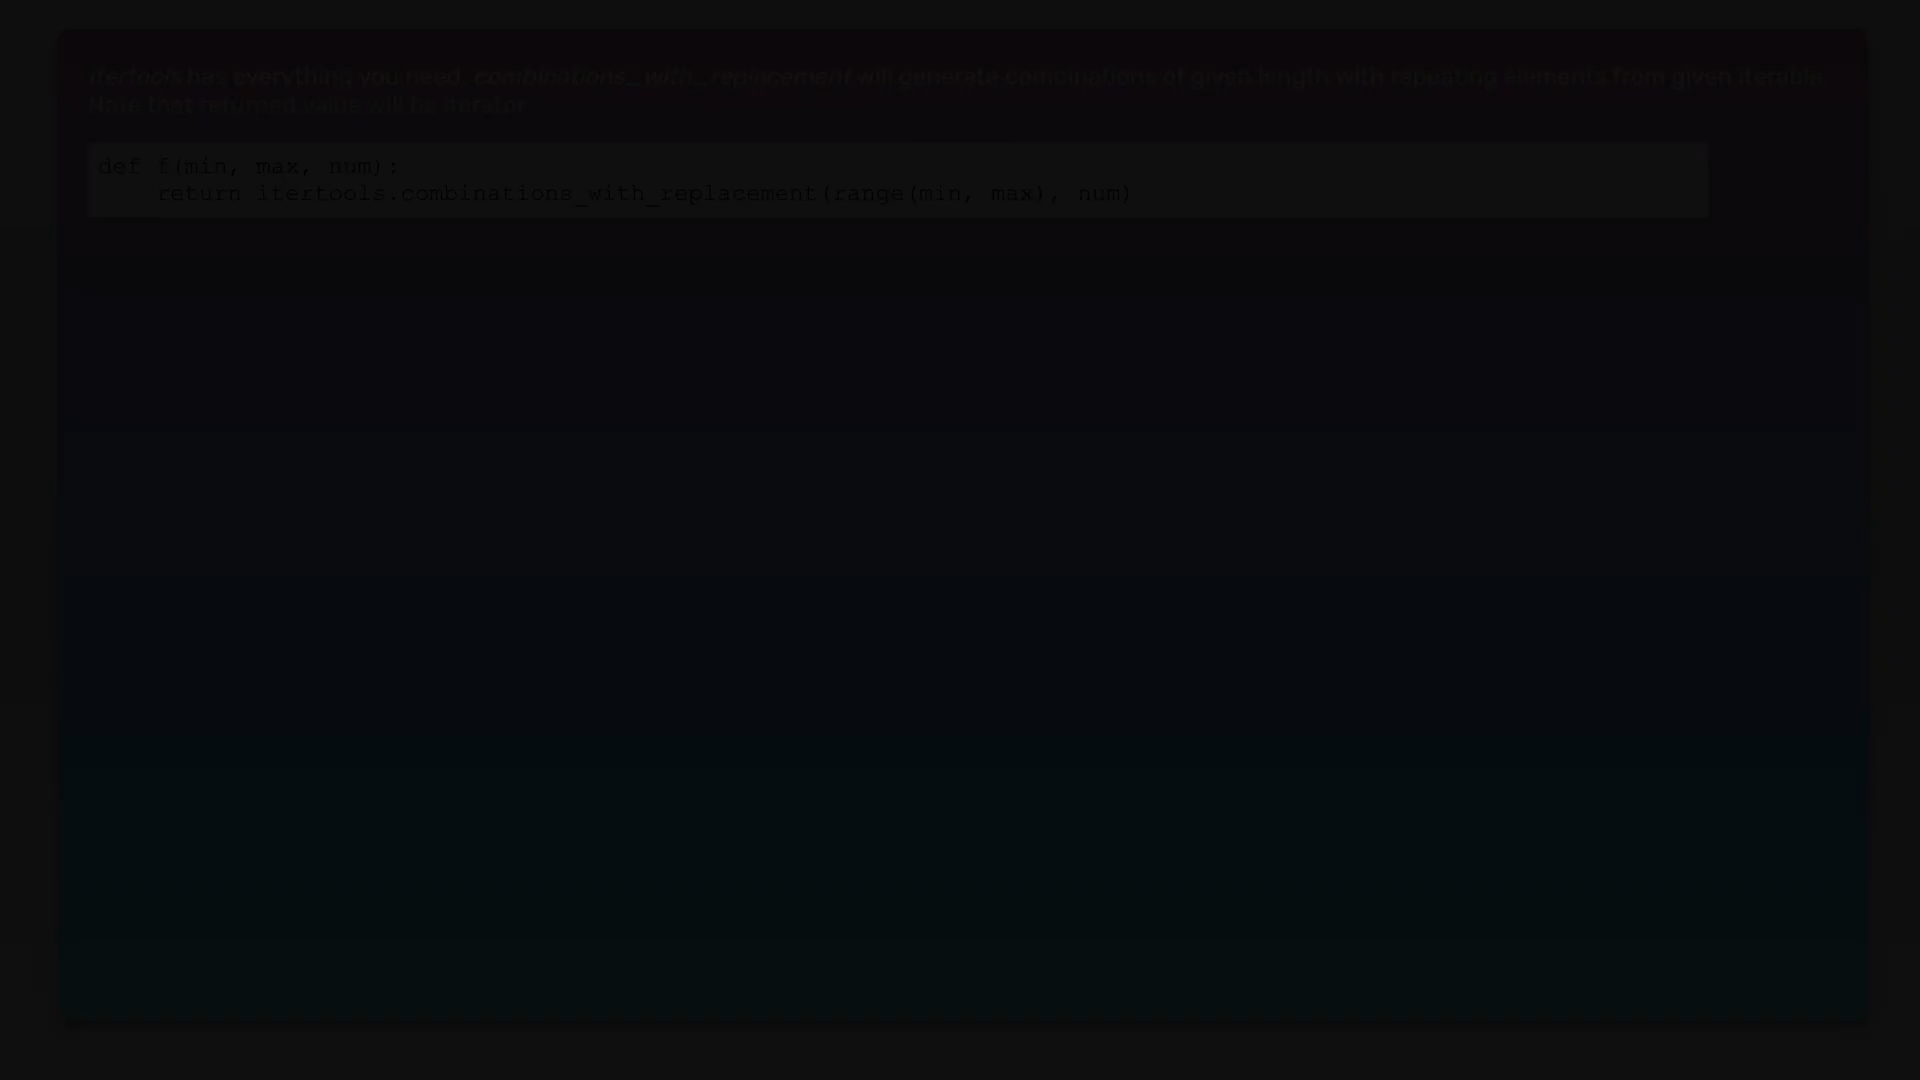 itertools has everything you need. combinations_with_replacement will generate combinations of given length with repeating elements from given iterable.
Note that returned value will be iterator.
def f(min, max, num):
    return itertools.combinations_with_replacement(range(min, max), num)